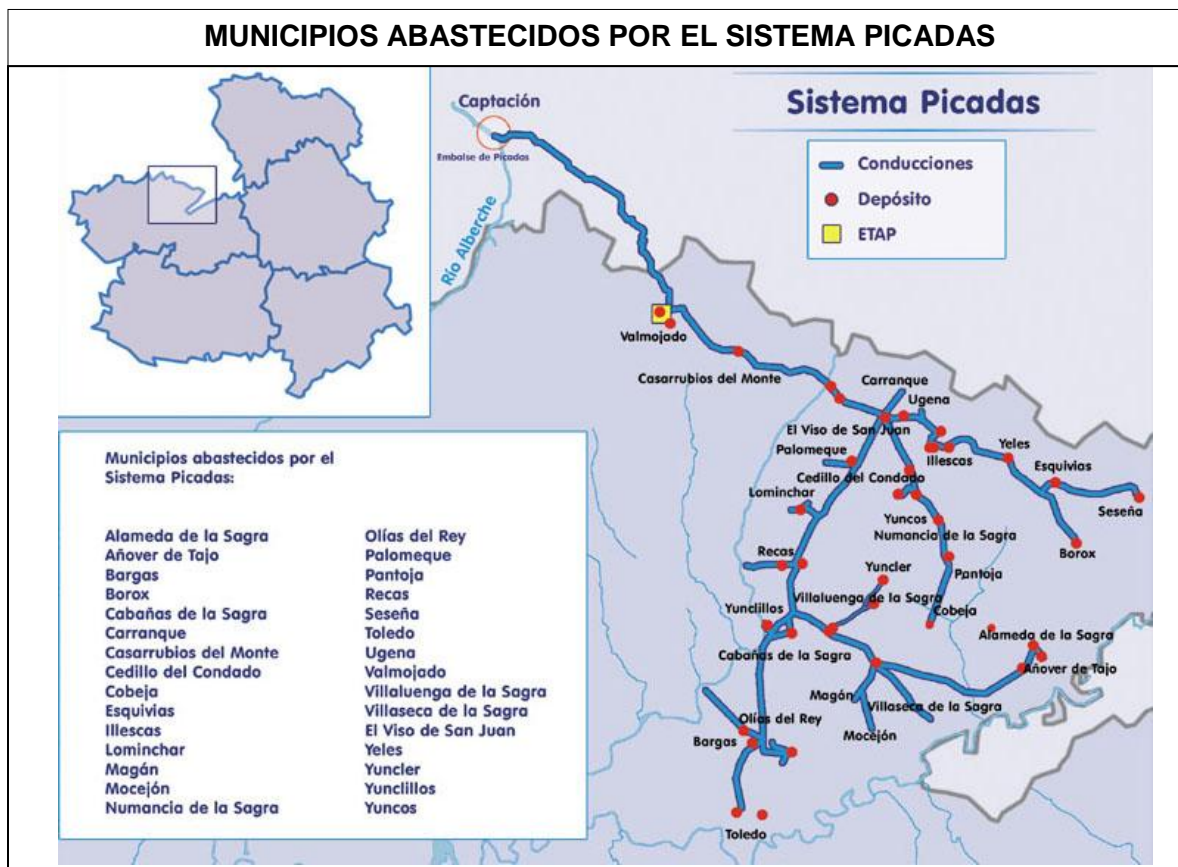 MUNICIPIOS ABASTECIDOS POR EL SISTEMA PICADAS
Sistema Picadas
Conducciones
Depósito
ETAP
Captación
Embalse de Picadas
Río Alberche
Valmojado
Casarrubios del Monte
Carranque
Ugena
El Viso de San Juan
Palomeque
Illescas
Yeles
Cedillo del Condado
Esquivias
Lominchar
Seseña
Yuncos
Numancia de la Sagra
Borox
Recas
Yuncler
Pantoja
Villaluenga de la Sagra
Yunclillos
Cobeja
Alameda de la Sagra
Cabañas de la Sagra
Añover de Tajo
Magán
Villaseca de la Sagra
Olías del Rey
Mocejón
Bargas
Toledo
Municipios abastecidos por el
Sistema Picadas:
Alameda de la Sagra
Añover de Tajo
Bargas
Borox
Cabañas de la Sagra
Carranque
Casarrubios del Monte
Cedillo del Condado
Cobeja
Esquivias
Illescas
Lominchar
Magán
Mocejón
Numancia de la Sagra
Olías del Rey
Palomeque
Pantoja
Recas
Seseña
Toledo
Ugena
Valmojado
Villaluenga de la Sagra
Villaseca de la Sagra
El Viso de San Juan
Yeles
Yuncler
Yunclillos
Yuncos